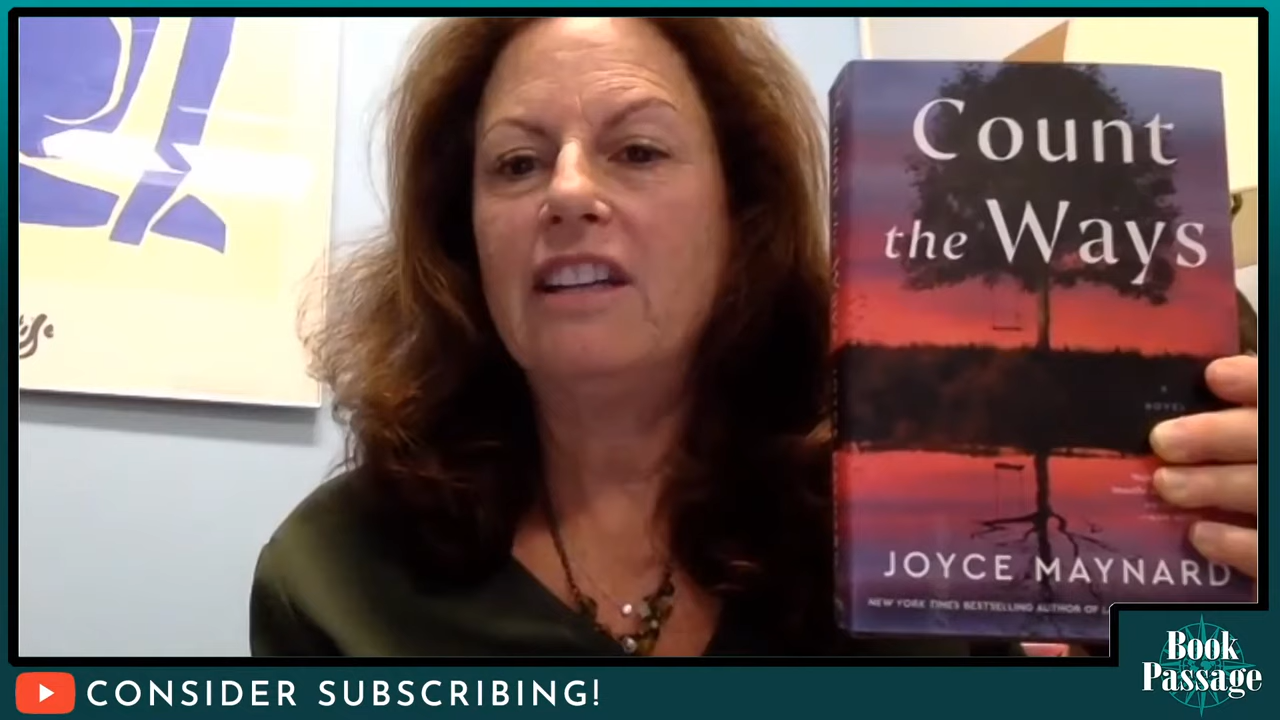 Count
the Ways
A
NOVEL
JOYCE MAYNARD
NEW YORK TIMES BESTSELLING AUTHOR OF
CONSIDER SUBSCRIBING!
Book
Passage